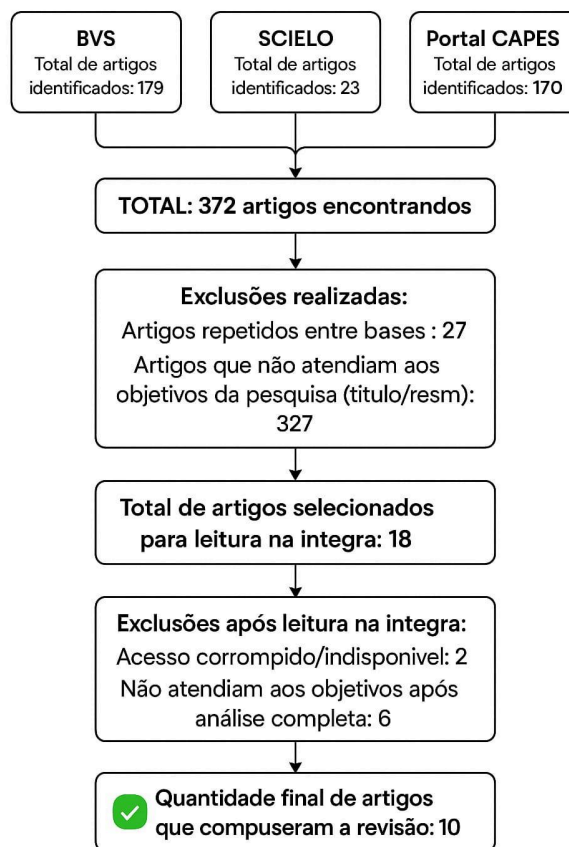 BVS
Total de artigos
identificados: 179
SCIELO
Total de artigos
identificados: 23
Portal CAPES
Total de artigos
identificados: 170
TOTAL: 372 artigos encontrandos
Exclusões realizadas:
Artigos repetidos entre bases : 27
Artigos que não atendiam aos
objetivos da pesquisa (titulo/resm):
327
Total de artigos selecionados
para leitura na integra: 18
Exclusões após leitura na integra:
Acesso corrompido/indisponivel: 2
Não atendiam aos objetivos após
análise completa: 6
Quantidade final de artigos
que compuseram a revisão: 10